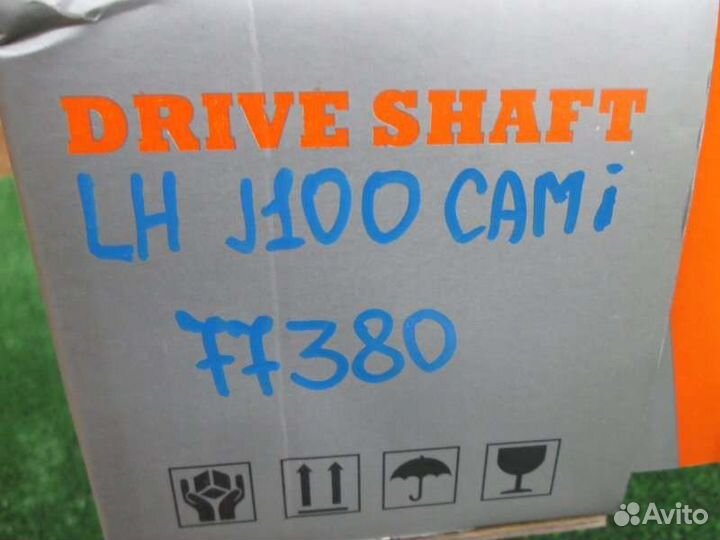 DRIVE SHAFT
LH J100 CAMi
77380
Avito